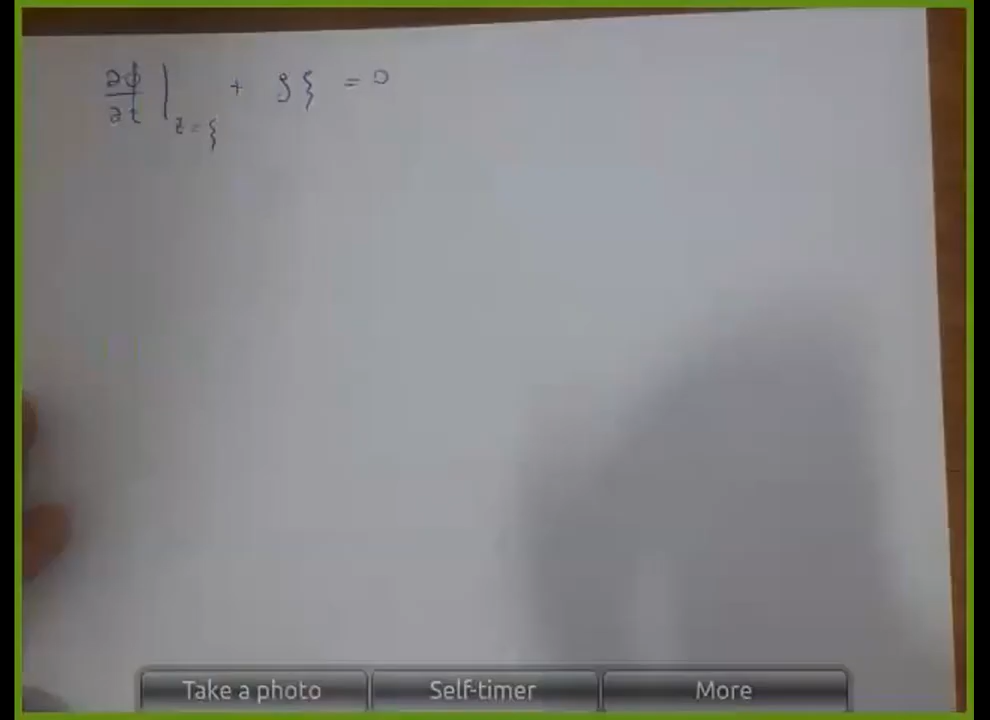 ∂ϕ/∂t |z=ξ + gξ = 0
Take a photo
Self-timer
More